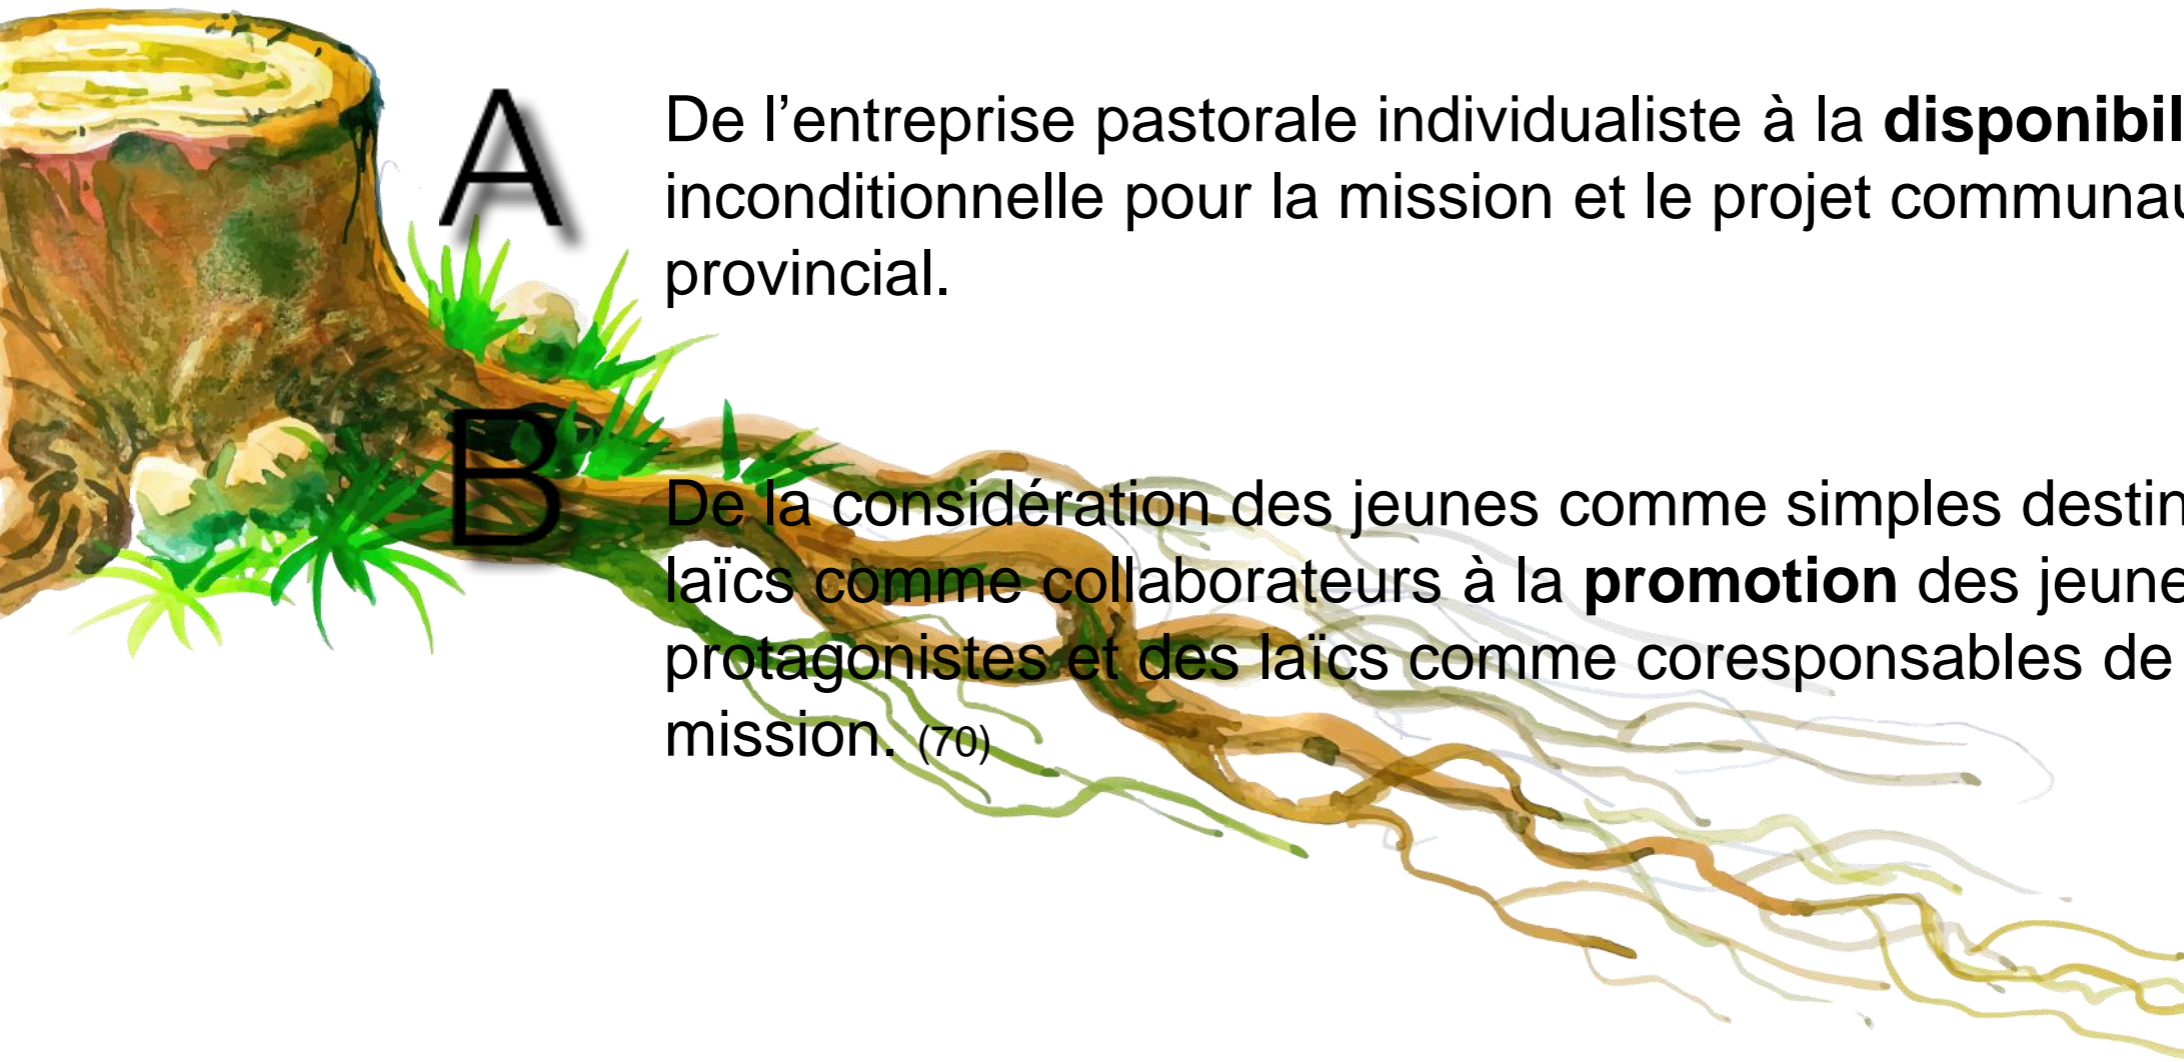 A
De l’entreprise pastorale individualiste à la disponibil
inconditionnelle pour la mission et le projet communau
provincial.
B
De la considération des jeunes comme simples destin
laïcs comme collaborateurs à la promotion des jeune
protagonistes et des laïcs comme coresponsables de
mission. (70)